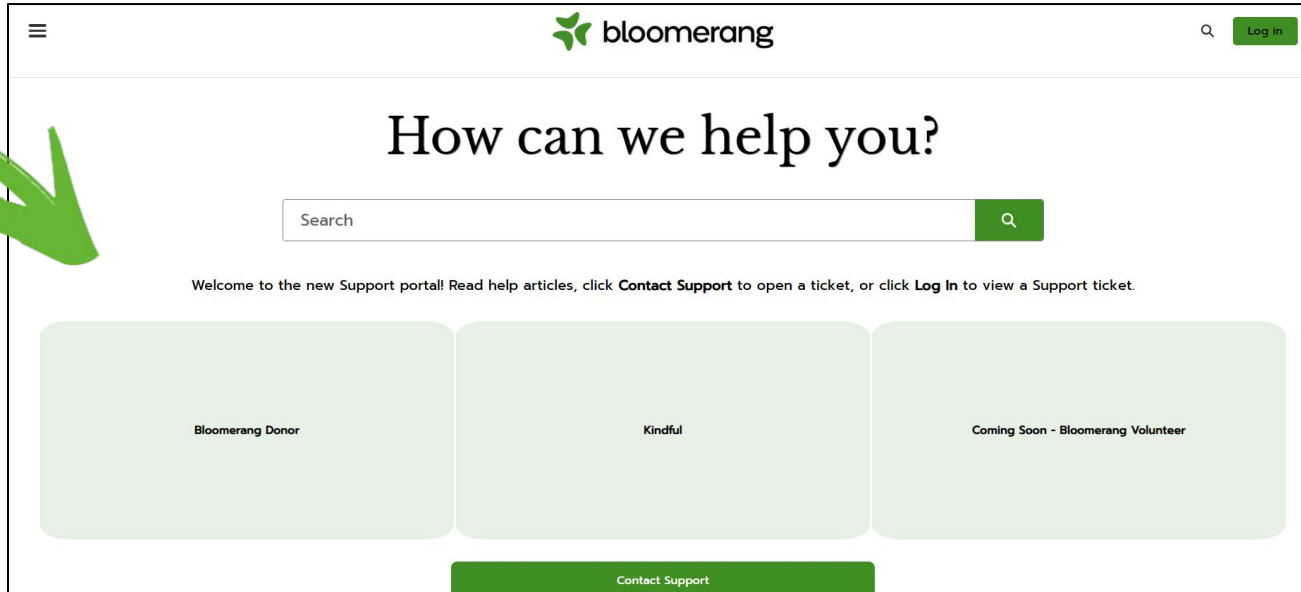 bloomerang
Log in
How can we help you?
Search
Welcome to the new Support portal! Read help articles, click Contact Support to open a ticket, or click Log In to view a Support ticket.
Bloomerang Donor
Kindful
Coming Soon - Bloomerang Volunteer
Contact Support